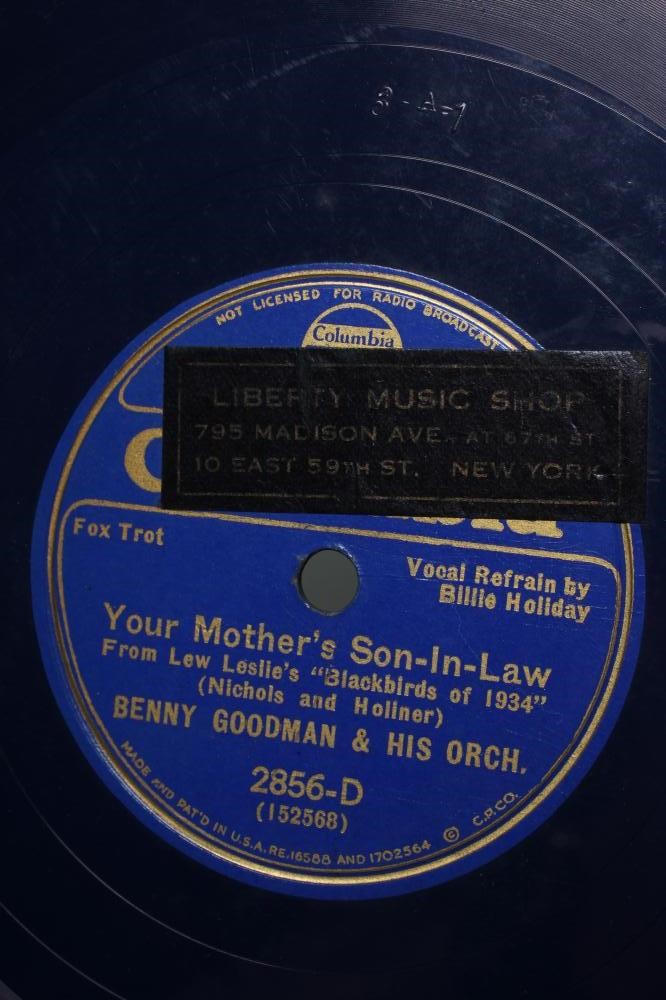 3-A-1
NOT LICENSED FOR RADIO BROADCAST
Columbia
LIBERTY MUSIC SHOP
795 MADISON AVE. AT 67TH ST
10 EAST 59TH ST. NEW YORK
Fox Trot
Vocal Refrain by
Billie Holiday
Your Mother's Son-In-Law
From Lew Leslie's "Blackbirds of 1934"
(Nichols and Hollner)
BENNY GOODMAN & HIS ORCH.
2856-D
(152568)
MADE AND PAT'D IN U.S.A. RE.16588 AND 1702564 © C.P.CO.